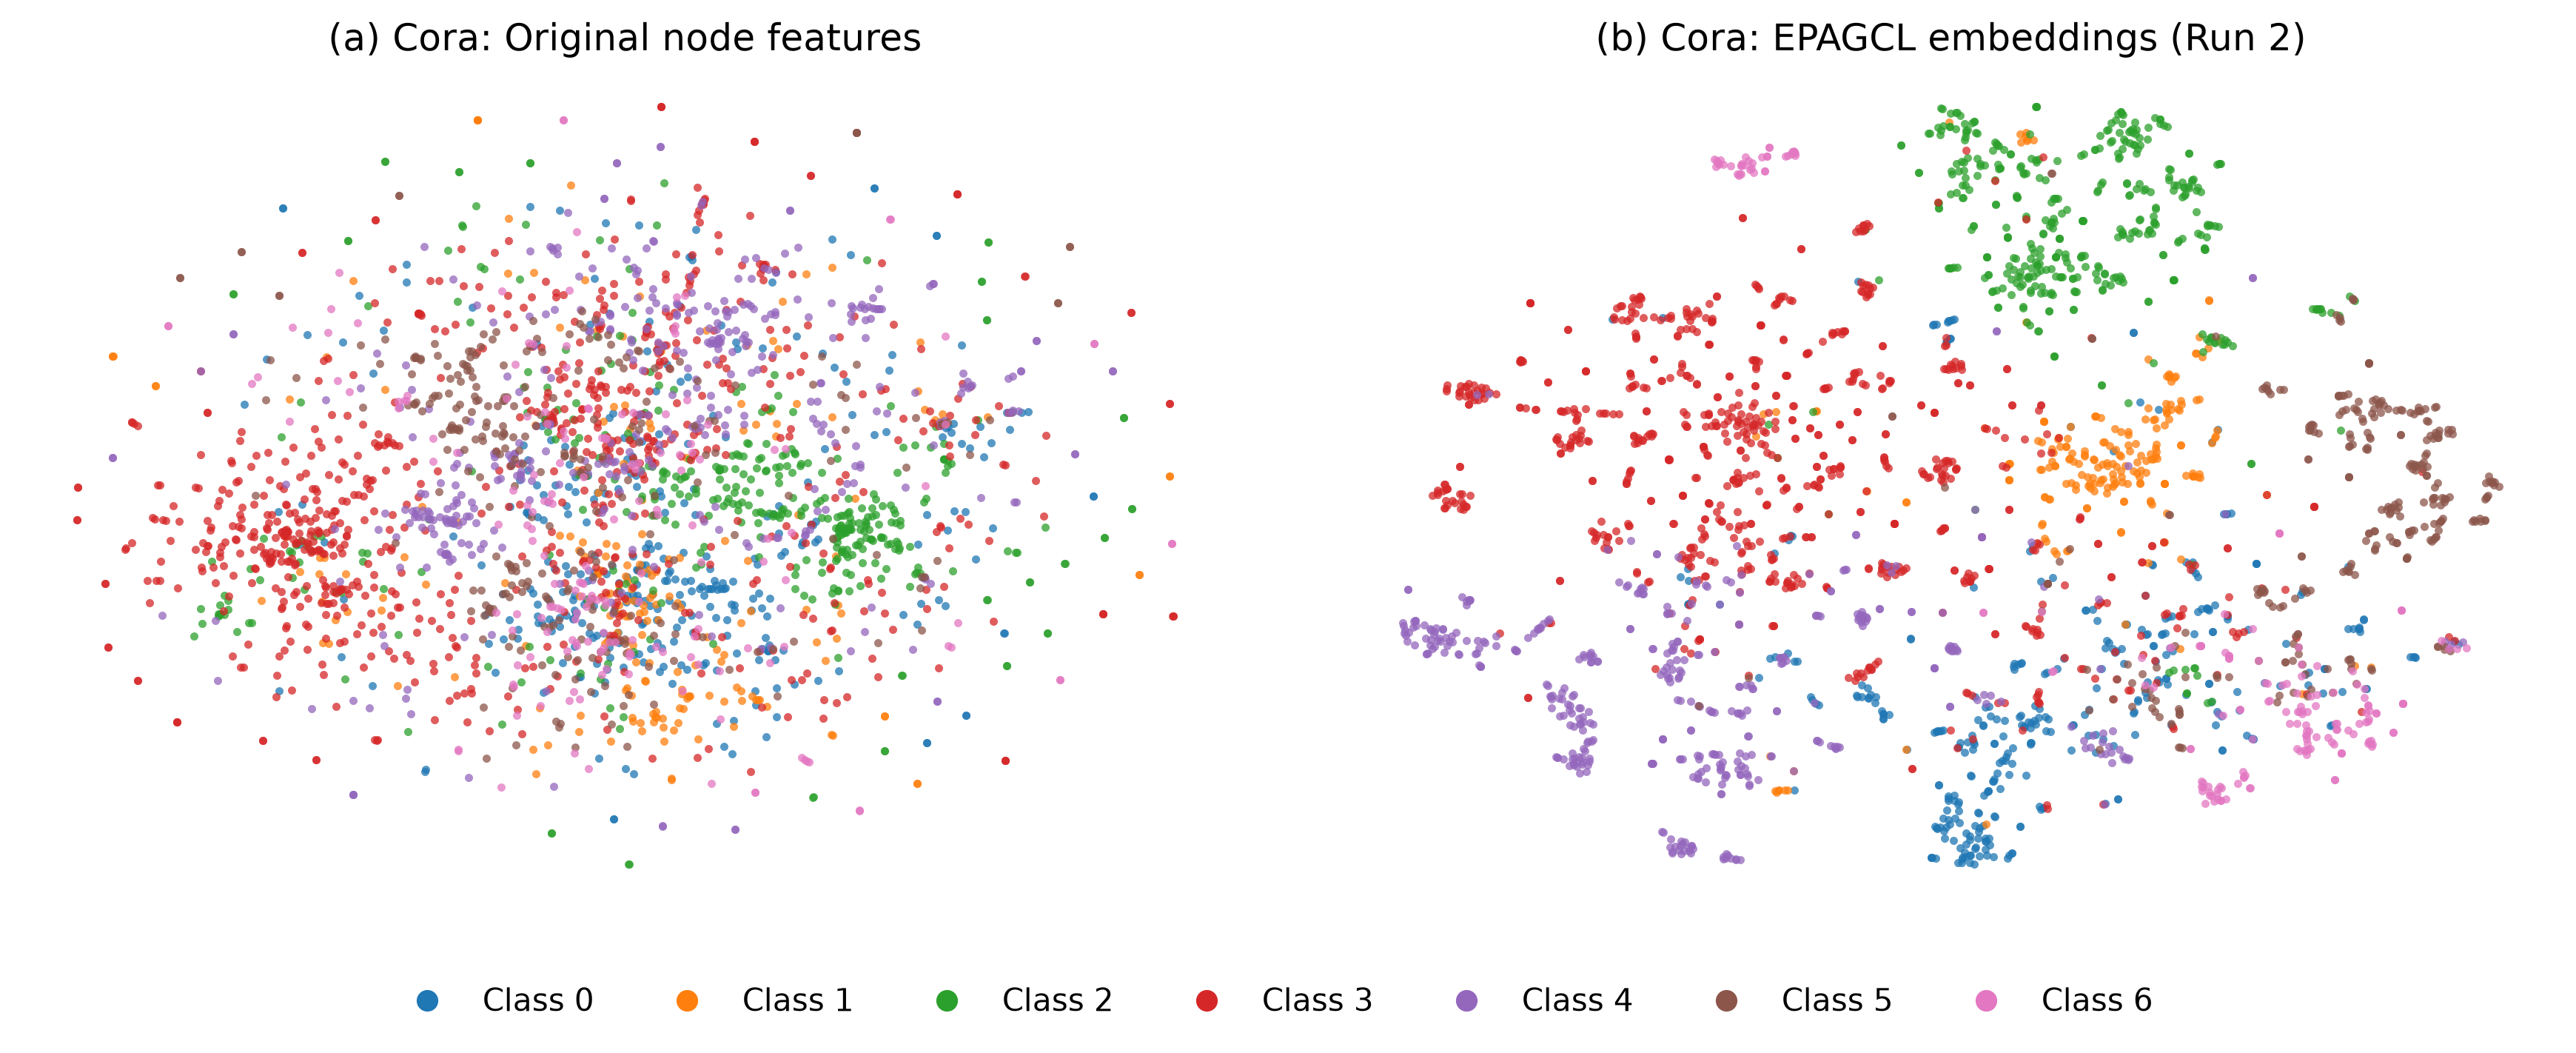 (a) Cora: Original node features
(b) Cora: EPAGCL embeddings (Run 2)
Class 0 Class 1 Class 2 Class 3 Class 4 Class 5 Class 6